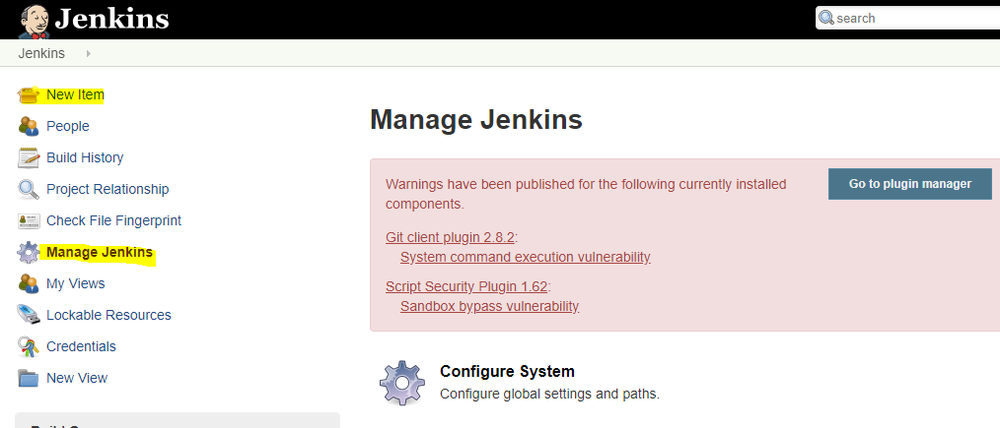 Jenkins
search
Jenkins
New Item
People
Build History
Project Relationship
Check File Fingerprint
Manage Jenkins
My Views
Lockable Resources
Credentials
New View
Manage Jenkins
Warnings have been published for the following currently installed
components.
Go to plugin manager
Git client plugin 2.8.2:
System command execution vulnerability
Script Security Plugin 1.62:
Sandbox bypass vulnerability
Configure System
Configure global settings and paths.